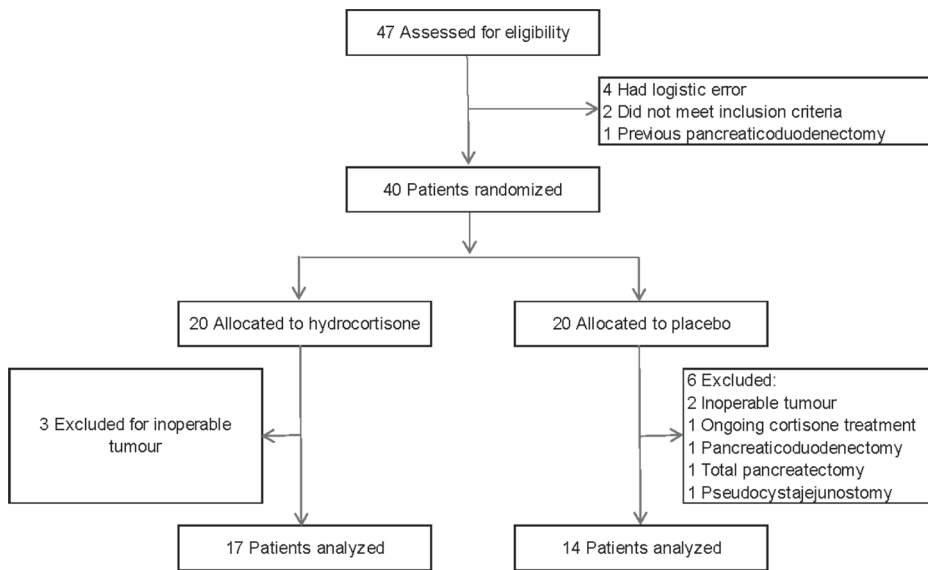 47 Assessed for eligibility
4 Had logistic error
2 Did not meet inclusion criteria
1 Previous pancreaticoduodenectomy
40 Patients randomized
20 Allocated to hydrocortisone
20 Allocated to placebo
3 Excluded for inoperable
tumour
6 Excluded:
2 Inoperable tumour
1 Ongoing cortisone treatment
1 Pancreaticoduodenectomy
1 Total pancreatectomy
1 Pseudocystajejunostomy
17 Patients analyzed
14 Patients analyzed